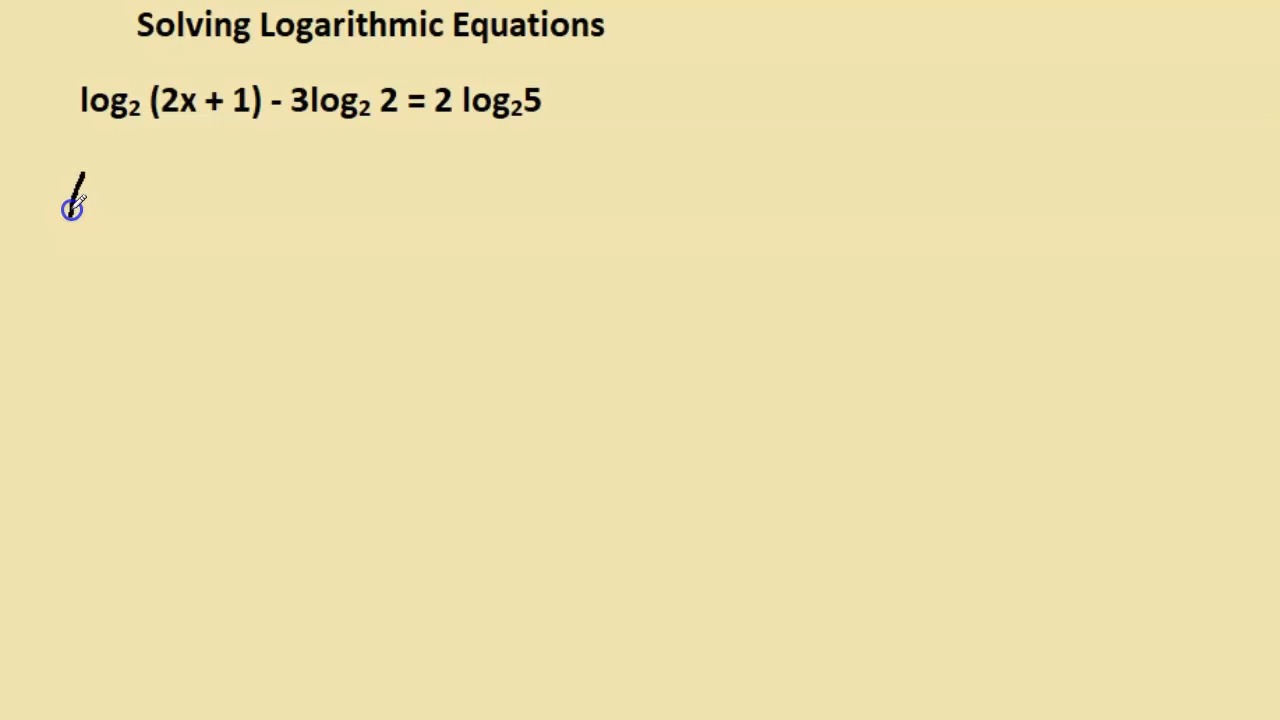 Solving Logarithmic Equations
log₂ (2x + 1) - 3log₂ 2 = 2 log₂5